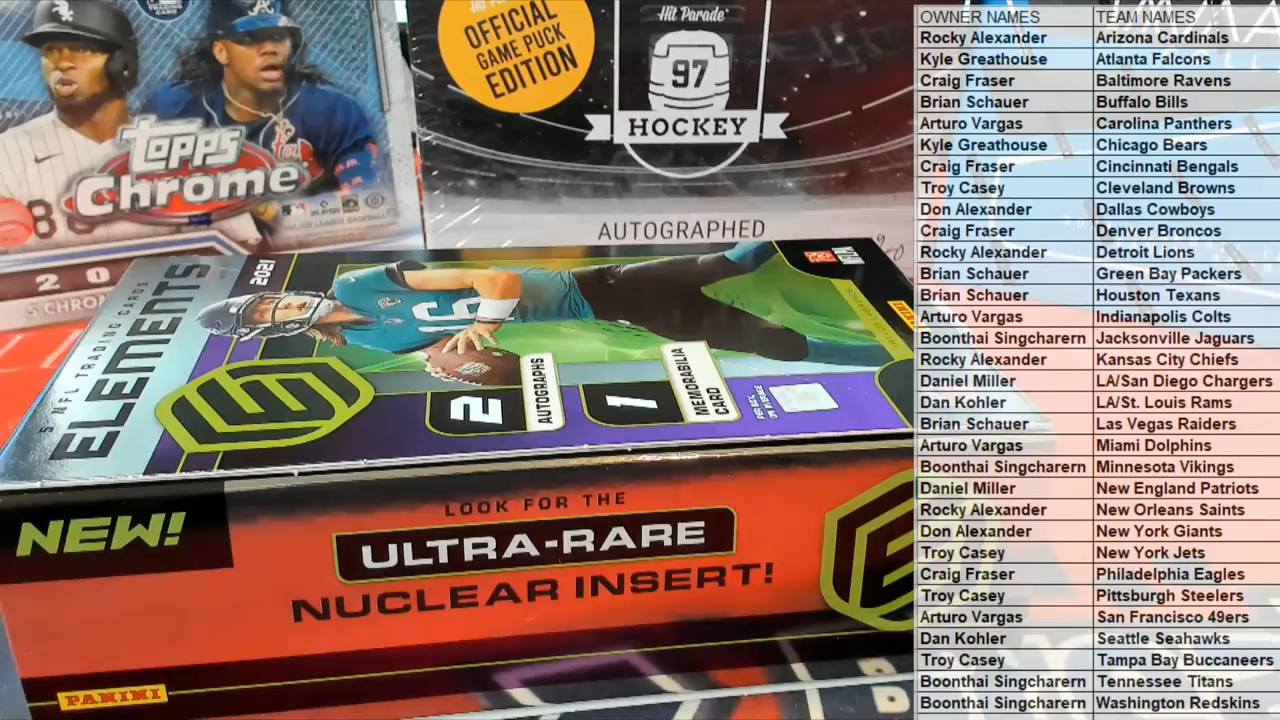 Topps
Chrome
20
OFFICIAL
GAME PUCK
EDITION
Hit Parade
97
HOCKEY
AUTOGRAPHED
2021
5 NFL TRADING CARDS
ELEMENTS
16
2 AUTOGRAPHS
1 MEMORABILIA CARD
NEW!
LOOK FOR THE
ULTRA-RARE
NUCLEAR INSERT!
PANINI
OWNER NAMES TEAM NAMES
Rocky Alexander Arizona Cardinals
Kyle Greathouse Atlanta Falcons
Craig Fraser Baltimore Ravens
Brian Schauer Buffalo Bills
Arturo Vargas Carolina Panthers
Kyle Greathouse Chicago Bears
Craig Fraser Cincinnati Bengals
Troy Casey Cleveland Browns
Don Alexander Dallas Cowboys
Craig Fraser Denver Broncos
Rocky Alexander Detroit Lions
Brian Schauer Green Bay Packers
Brian Schauer Houston Texans
Arturo Vargas Indianapolis Colts
Boonthai Singcharern Jacksonville Jaguars
Rocky Alexander Kansas City Chiefs
Daniel Miller LA/San Diego Chargers
Dan Kohler LA/St. Louis Rams
Brian Schauer Las Vegas Raiders
Arturo Vargas Miami Dolphins
Boonthai Singcharern Minnesota Vikings
Daniel Miller New England Patriots
Rocky Alexander New Orleans Saints
Don Alexander New York Giants
Troy Casey New York Jets
Craig Fraser Philadelphia Eagles
Troy Casey Pittsburgh Steelers
Arturo Vargas San Francisco 49ers
Dan Kohler Seattle Seahawks
Troy Casey Tampa Bay Buccaneers
Boonthai Singcharern Tennessee Titans
Boonthai Singcharern Washington Redskins